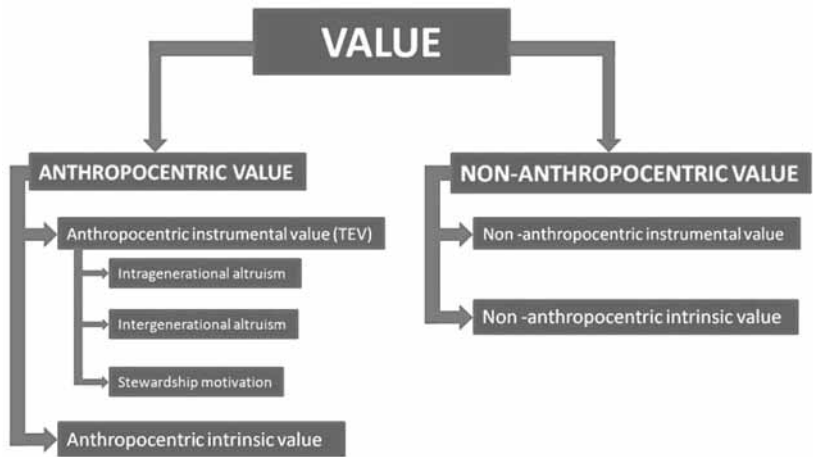 VALUE
ANTHROPOCENTRIC VALUE
Anthropocentric instrumental value (TEV)
Intragenerational altruism
Intergenerational altruism
Stewardship motivation
Anthropocentric intrinsic value
NON-ANTHROPOCENTRIC VALUE
Non -anthropocentric instrumental value
Non -anthropocentric intrinsic value